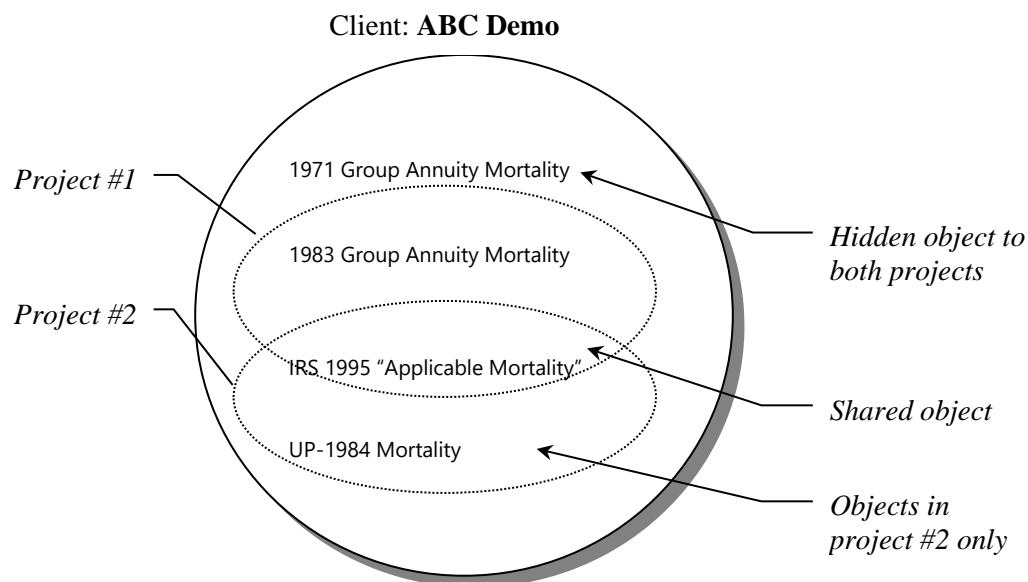 Client: ABC Demo
1971 Group Annuity Mortality
Project #1
Hidden object to
both projects
1983 Group Annuity Mortality
Project #2
IRS 1995 “Applicable Mortality”
Shared object
UP-1984 Mortality
Objects in
project #2 only